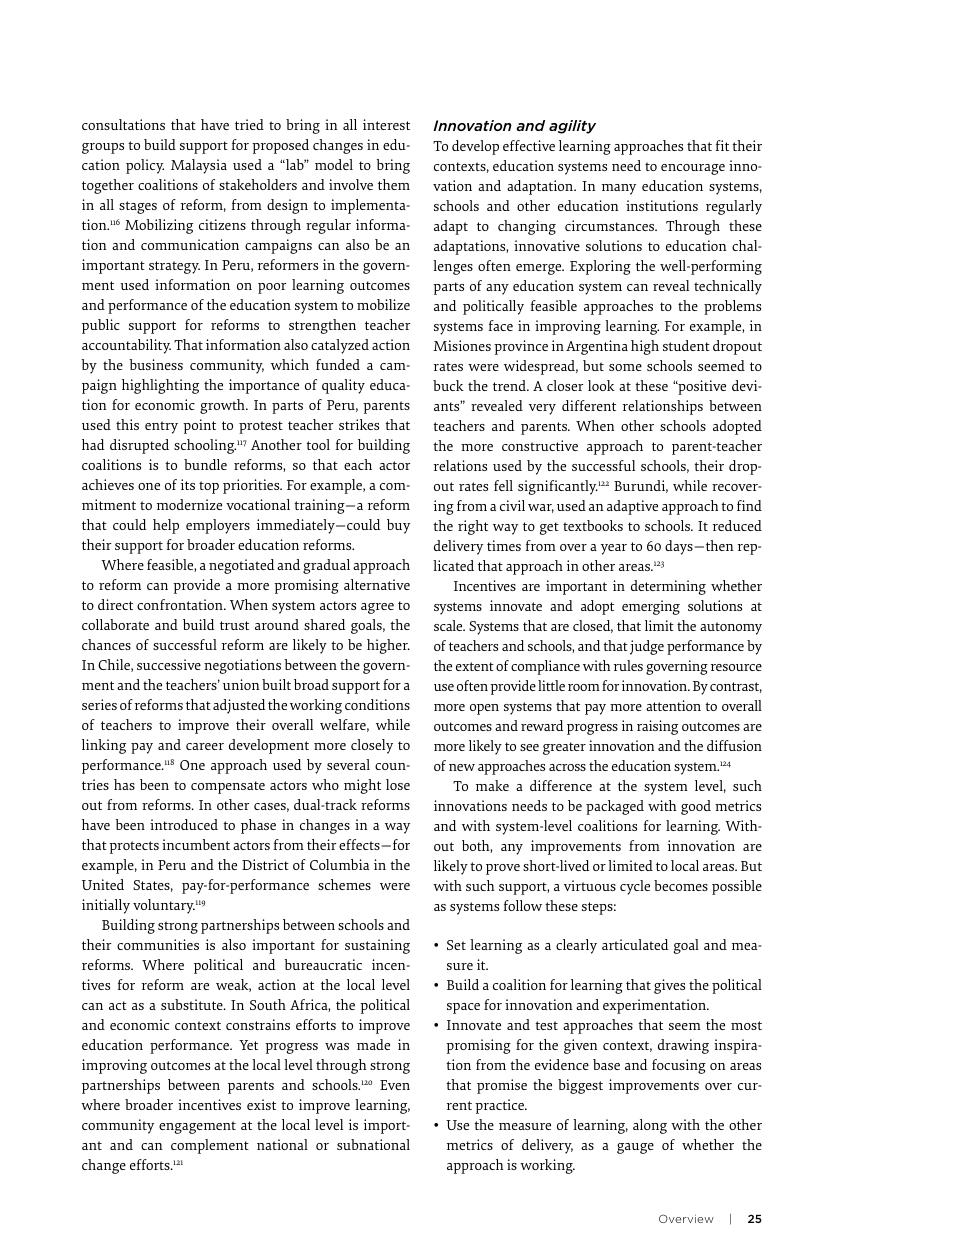 consultations that have tried to bring in all interest
groups to build support for proposed changes in edu-
cation policy. Malaysia used a “lab” model to bring
together coalitions of stakeholders and involve them
in all stages of reform, from design to implementa-
tion.116 Mobilizing citizens through regular informa-
tion and communication campaigns can also be an
important strategy. In Peru, reformers in the govern-
ment used information on poor learning outcomes
and performance of the education system to mobilize
public support for reforms to strengthen teacher
accountability. That information also catalyzed action
by the business community, which funded a cam-
paign highlighting the importance of quality educa-
tion for economic growth. In parts of Peru, parents
used this entry point to protest teacher strikes that
had disrupted schooling.117 Another tool for building
coalitions is to bundle reforms, so that each actor
achieves one of its top priorities. For example, a com-
mitment to modernize vocational training—a reform
that could help employers immediately—could buy
their support for broader education reforms.
Where feasible, a negotiated and gradual approach
to reform can provide a more promising alternative
to direct confrontation. When system actors agree to
collaborate and build trust around shared goals, the
chances of successful reform are likely to be higher.
In Chile, successive negotiations between the govern-
ment and the teachers’ union built broad support for a
series of reforms that adjusted the working conditions
of teachers to improve their overall welfare, while
linking pay and career development more closely to
performance.118 One approach used by several coun-
tries has been to compensate actors who might lose
out from reforms. In other cases, dual-track reforms
have been introduced to phase in changes in a way
that protects incumbent actors from their effects—for
example, in Peru and the District of Columbia in the
United States, pay-for-performance schemes were
initially voluntary.119
Building strong partnerships between schools and
their communities is also important for sustaining
reforms. Where political and bureaucratic incen-
tives for reform are weak, action at the local level
can act as a substitute. In South Africa, the political
and economic context constrains efforts to improve
education performance. Yet progress was made in
improving outcomes at the local level through strong
partnerships between parents and schools.120 Even
where broader incentives exist to improve learning,
community engagement at the local level is import-
ant and can complement national or subnational
change efforts.121
Innovation and agility
To develop effective learning approaches that fit their
contexts, education systems need to encourage inno-
vation and adaptation. In many education systems,
schools and other education institutions regularly
adapt to changing circumstances. Through these
adaptations, innovative solutions to education chal-
lenges often emerge. Exploring the well-performing
parts of any education system can reveal technically
and politically feasible approaches to the problems
systems face in improving learning. For example, in
Misiones province in Argentina high student dropout
rates were widespread, but some schools seemed to
buck the trend. A closer look at these “positive devi-
ants” revealed very different relationships between
teachers and parents. When other schools adopted
the more constructive approach to parent-teacher
relations used by the successful schools, their drop-
out rates fell significantly.122 Burundi, while recover-
ing from a civil war, used an adaptive approach to find
the right way to get textbooks to schools. It reduced
delivery times from over a year to 60 days—then rep-
licated that approach in other areas.123
Incentives are important in determining whether
systems innovate and adopt emerging solutions at
scale. Systems that are closed, that limit the autonomy
of teachers and schools, and that judge performance by
the extent of compliance with rules governing resource
use often provide little room for innovation. By contrast,
more open systems that pay more attention to overall
outcomes and reward progress in raising outcomes are
more likely to see greater innovation and the diffusion
of new approaches across the education system.124
To make a difference at the system level, such
innovations needs to be packaged with good metrics
and with system-level coalitions for learning. With-
out both, any improvements from innovation are
likely to prove short-lived or limited to local areas. But
with such support, a virtuous cycle becomes possible
as systems follow these steps:
• Set learning as a clearly articulated goal and mea-
sure it.
• Build a coalition for learning that gives the political
space for innovation and experimentation.
• Innovate and test approaches that seem the most
promising for the given context, drawing inspira-
tion from the evidence base and focusing on areas
that promise the biggest improvements over cur-
rent practice.
• Use the measure of learning, along with the other
metrics of delivery, as a gauge of whether the
approach is working.
Overview | 25